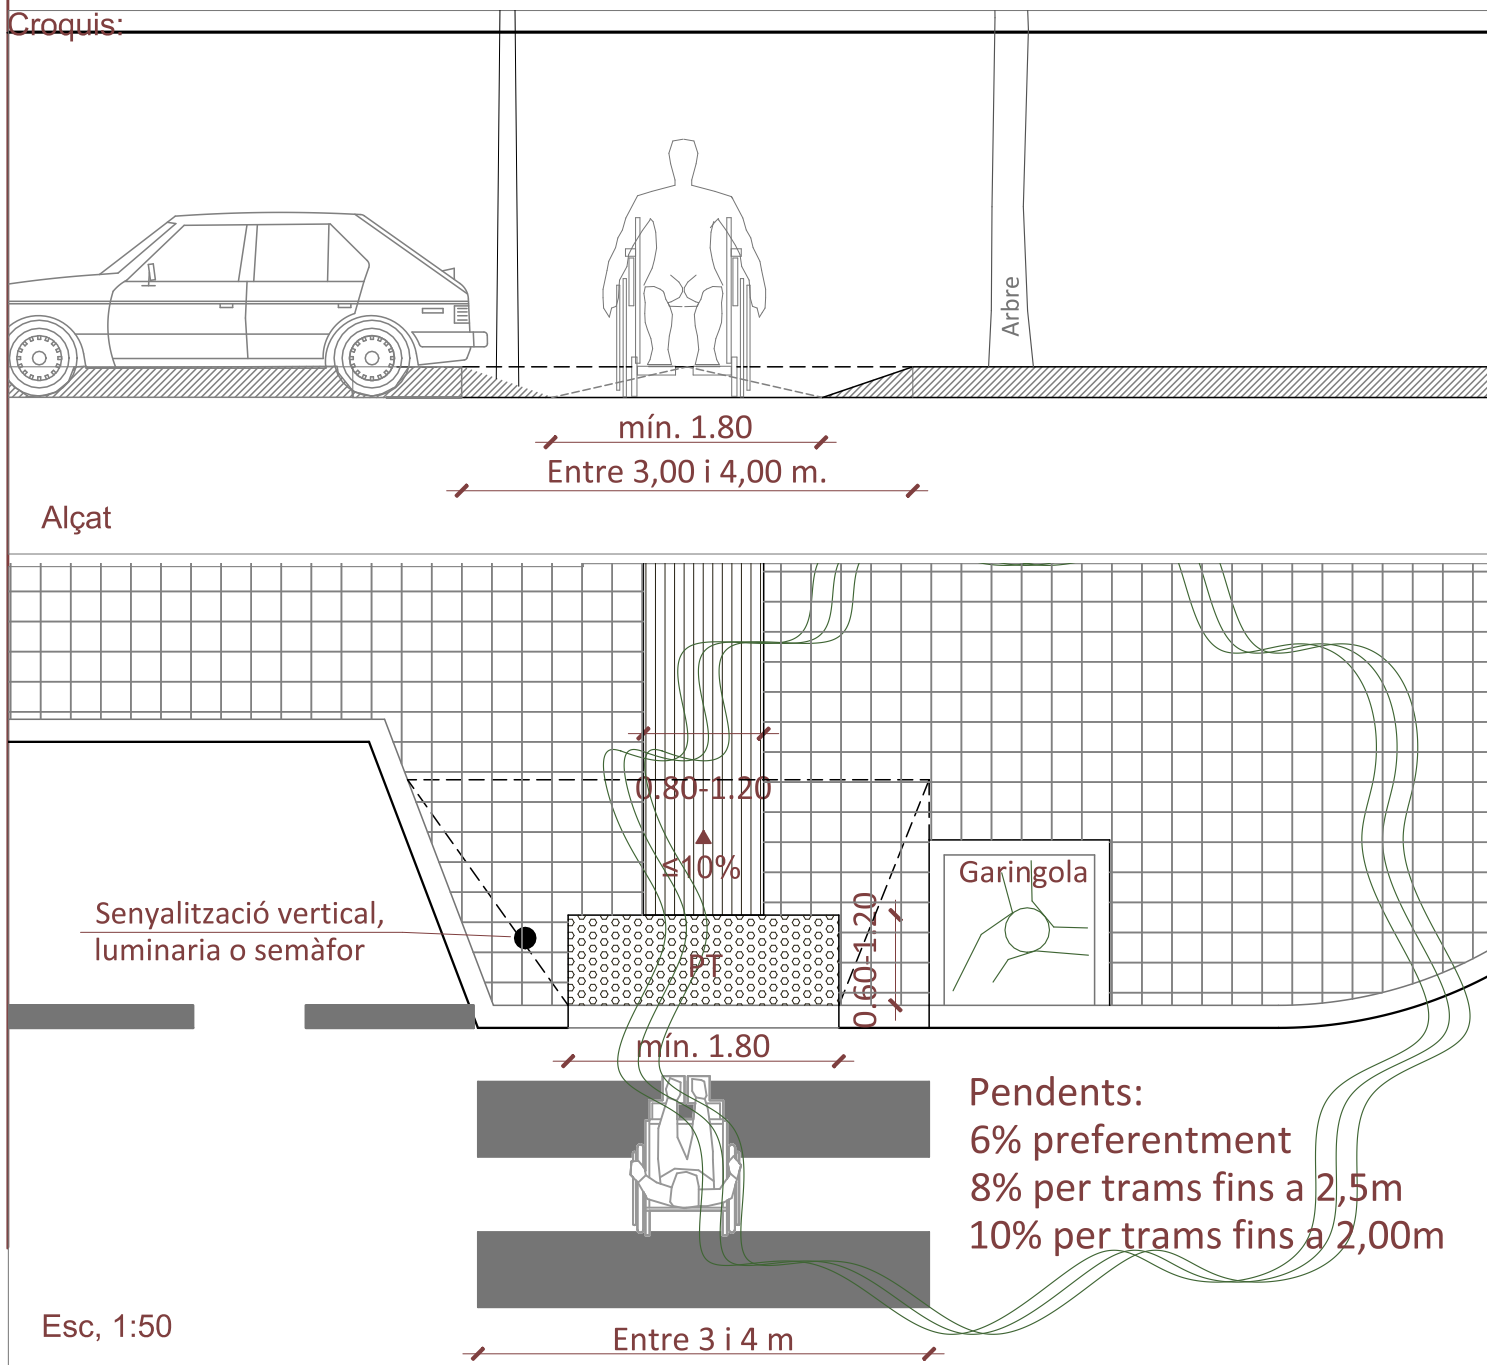 Croquis:
Arbre
mín. 1.80
Entre 3,00 i 4,00 m.
Alçat
0.80-1.20
≤10%
Garingola
Senyalització vertical,
luminaria o semàfor
PT
0.60-1.20
mín. 1.80
Pendents:
6% preferentment
8% per trams fins a 2,5m
10% per trams fins a 2,00m
Esc, 1:50
Entre 3 i 4 m